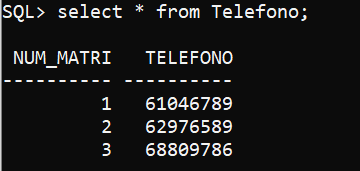 SQL> select * from Telefono;
NUM_MATRI TELEFONO
---------- ----------
1 61046789
2 62976589
3 68809786